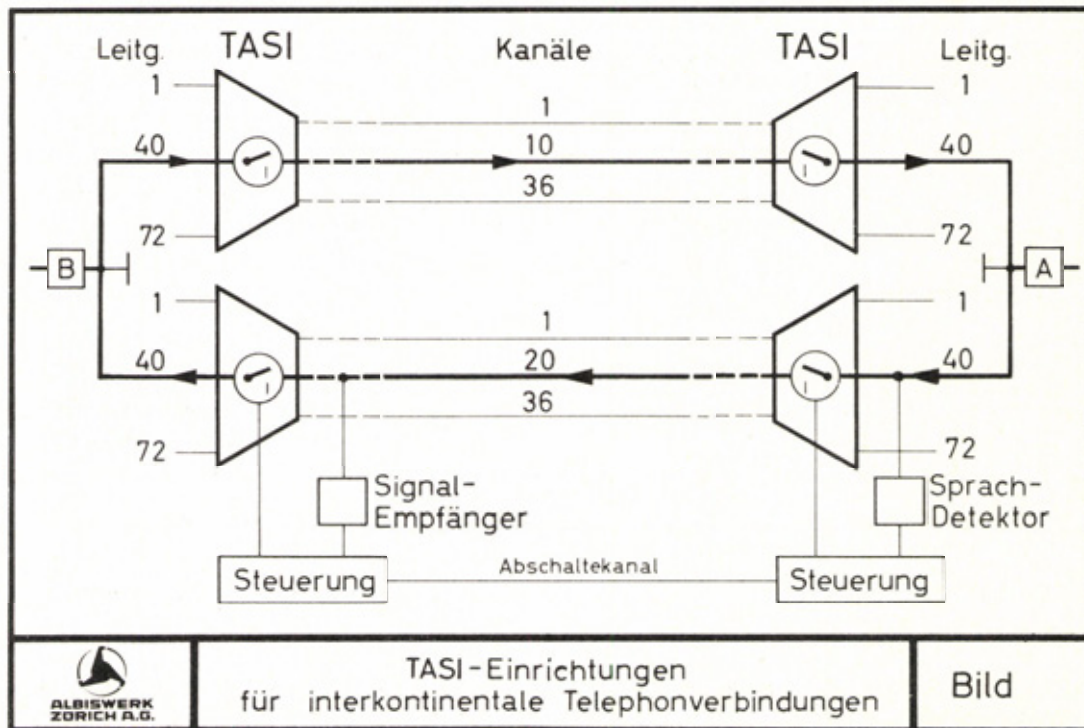 Leitg. TASI Kanäle TASI Leitg.
1 1 1
40 10 40
36
72 72
B A
1 1 1
40 20 40
36
72 72
Signal-
Empfänger
Sprach-
Detektor
Steuerung Abschaltekanal Steuerung
ALBISWERK
ZÜRICH A.G.
TASI-Einrichtungen
für interkontinentale Telephonverbindungen
Bild